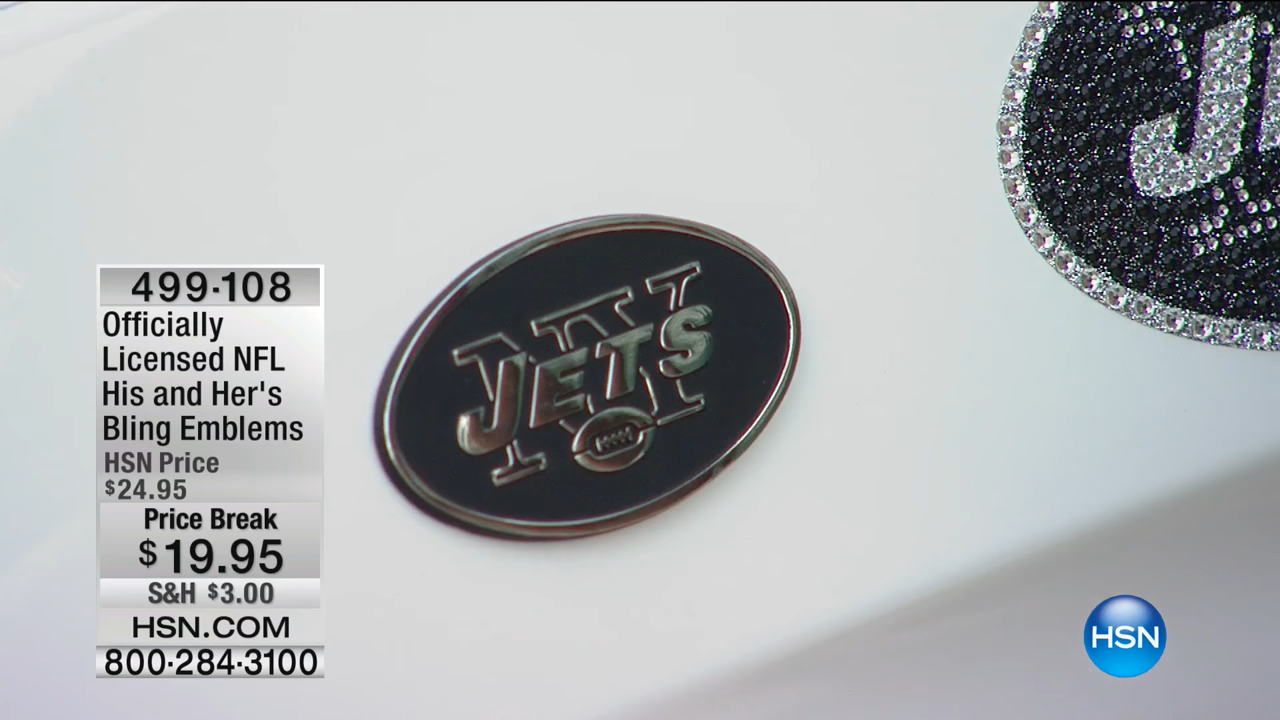 499-108
Officially
Licensed NFL
His and Her's
Bling Emblems
HSN Price
$24.95
Price Break
$19.95
S&H $3.00
HSN.COM
800-284-3100
NY
JETS
HSN